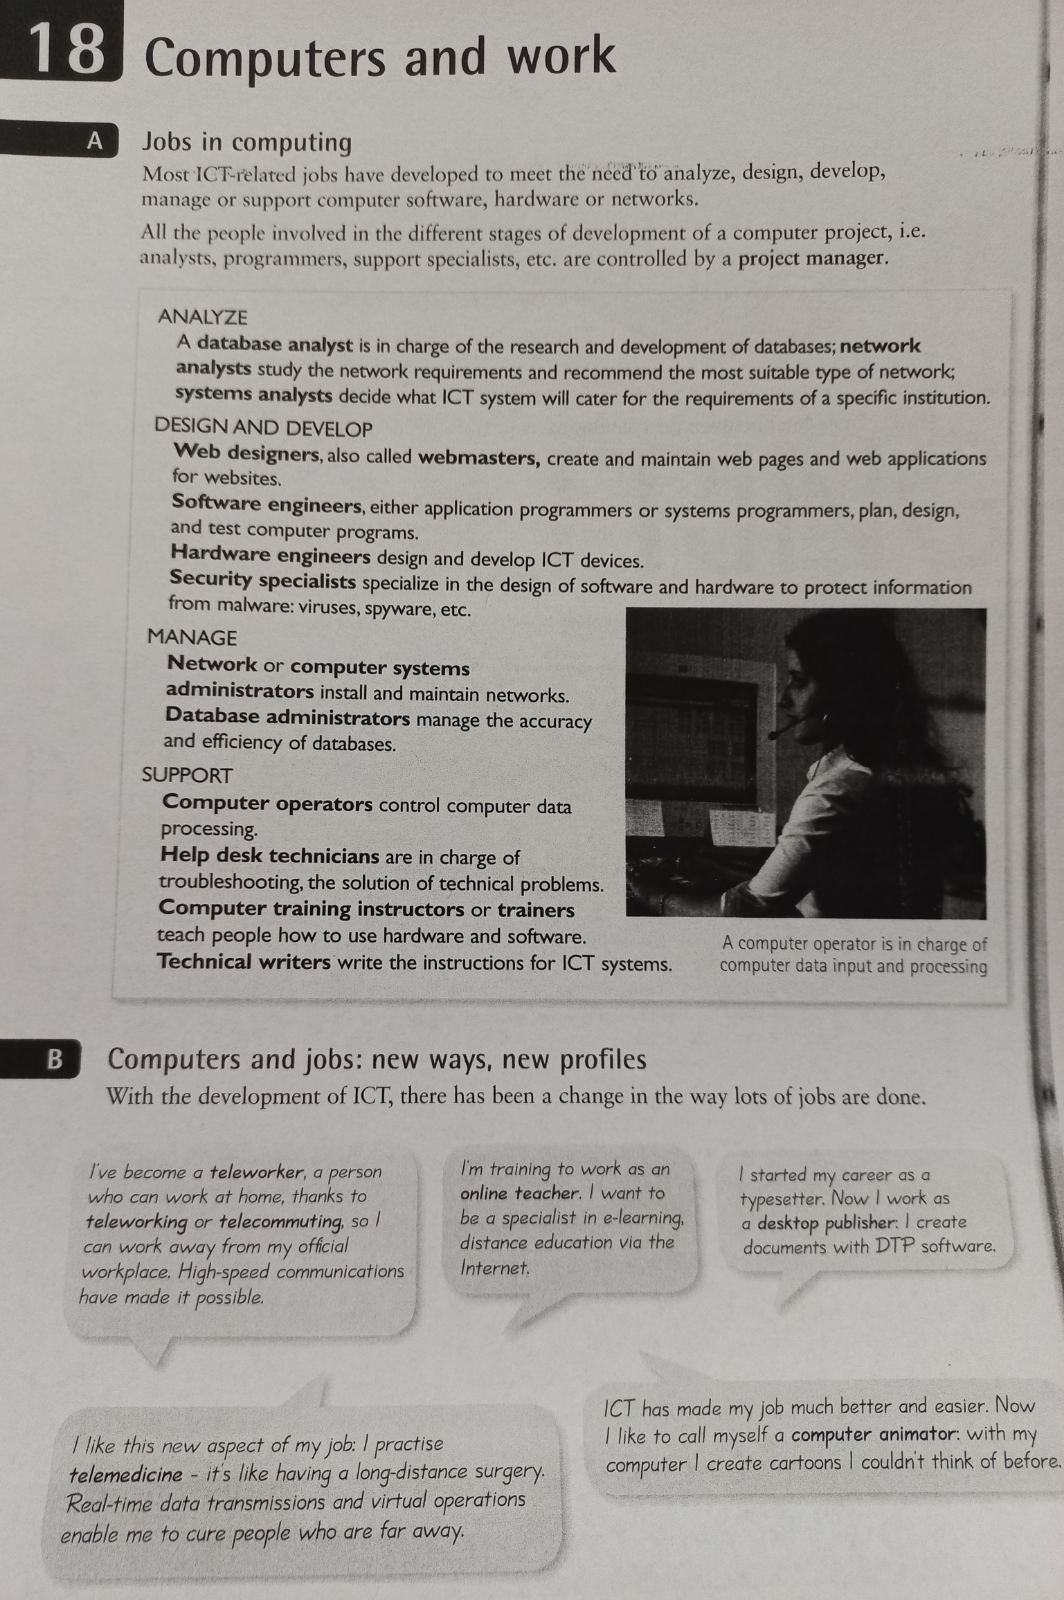 18 Computers and work
A Jobs in computing
Most ICT-related jobs have developed to meet the need to analyze, design, develop,
manage or support computer software, hardware or networks.
All the people involved in the different stages of development of a computer project, i.e.
analysts, programmers, support specialists, etc. are controlled by a project manager.
ANALYZE
A database analyst is in charge of the research and development of databases; network
analysts study the network requirements and recommend the most suitable type of network;
systems analysts decide what ICT system will cater for the requirements of a specific institution.
DESIGN AND DEVELOP
Web designers, also called webmasters, create and maintain web pages and web applications
for websites.
Software engineers, either application programmers or systems programmers, plan, design,
and test computer programs.
Hardware engineers design and develop ICT devices.
Security specialists specialize in the design of software and hardware to protect information
from malware: viruses, spyware, etc.
MANAGE
Network or computer systems
administrators install and maintain networks.
Database administrators manage the accuracy
and efficiency of databases.
SUPPORT
Computer operators control computer data
processing.
Help desk technicians are in charge of
troubleshooting, the solution of technical problems.
Computer training instructors or trainers
teach people how to use hardware and software.
Technical writers write the instructions for ICT systems.
A computer operator is in charge of
computer data input and processing
B Computers and jobs: new ways, new profiles
With the development of ICT, there has been a change in the way lots of jobs are done.
I've become a teleworker, a person
who can work at home, thanks to
teleworking or telecommuting, so I
can work away from my official
workplace. High-speed communications
have made it possible.
I'm training to work as an
online teacher. I want to
be a specialist in e-learning,
distance education via the
Internet.
I started my career as a
typesetter. Now I work as
a desktop publisher: I create
documents with DTP software.
I like this new aspect of my job: I practise
telemedicine - it's like having a long-distance surgery.
Real-time data transmissions and virtual operations
enable me to cure people who are far away.
ICT has made my job much better and easier. Now
I like to call myself a computer animator: with my
computer I create cartoons I couldn't think of before.